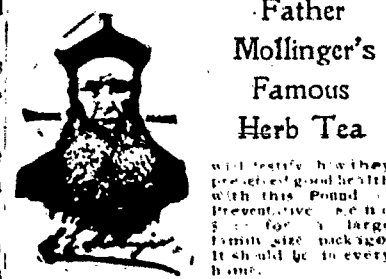 Father
Mollinger's
Famous
Herb Tea
will testify how they
preserved good health
with this Pound
Preventative
for a large
family size package
It should be in every
home.